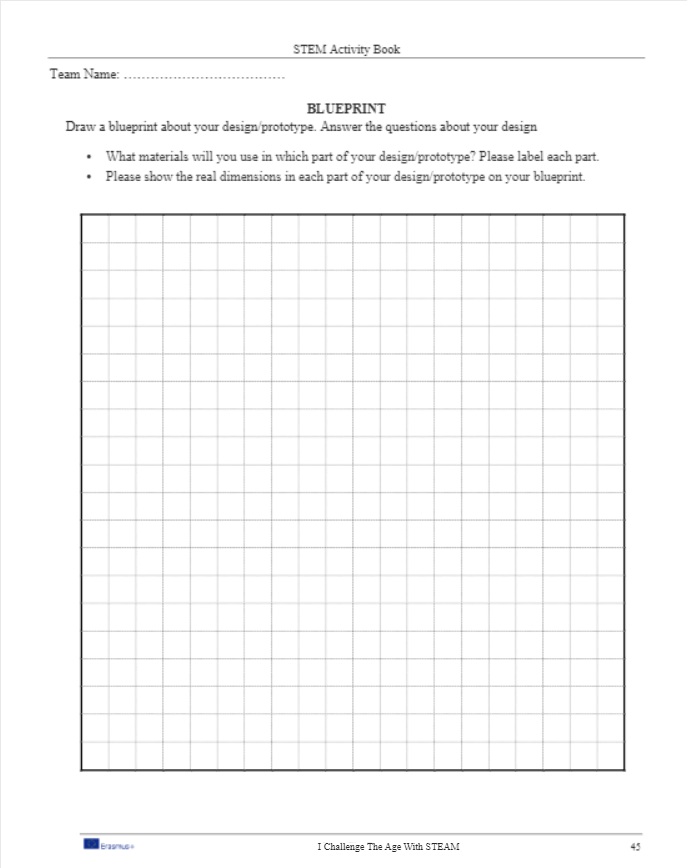 STEM Activity Book
Team Name: ....................................
BLUEPRINT
Draw a blueprint about your design/prototype. Answer the questions about your design
• What materials will you use in which part of your design/prototype? Please label each part.
• Please show the real dimensions in each part of your design/prototype on your blueprint.
Erasmus+
I Challenge The Age With STEAM
45